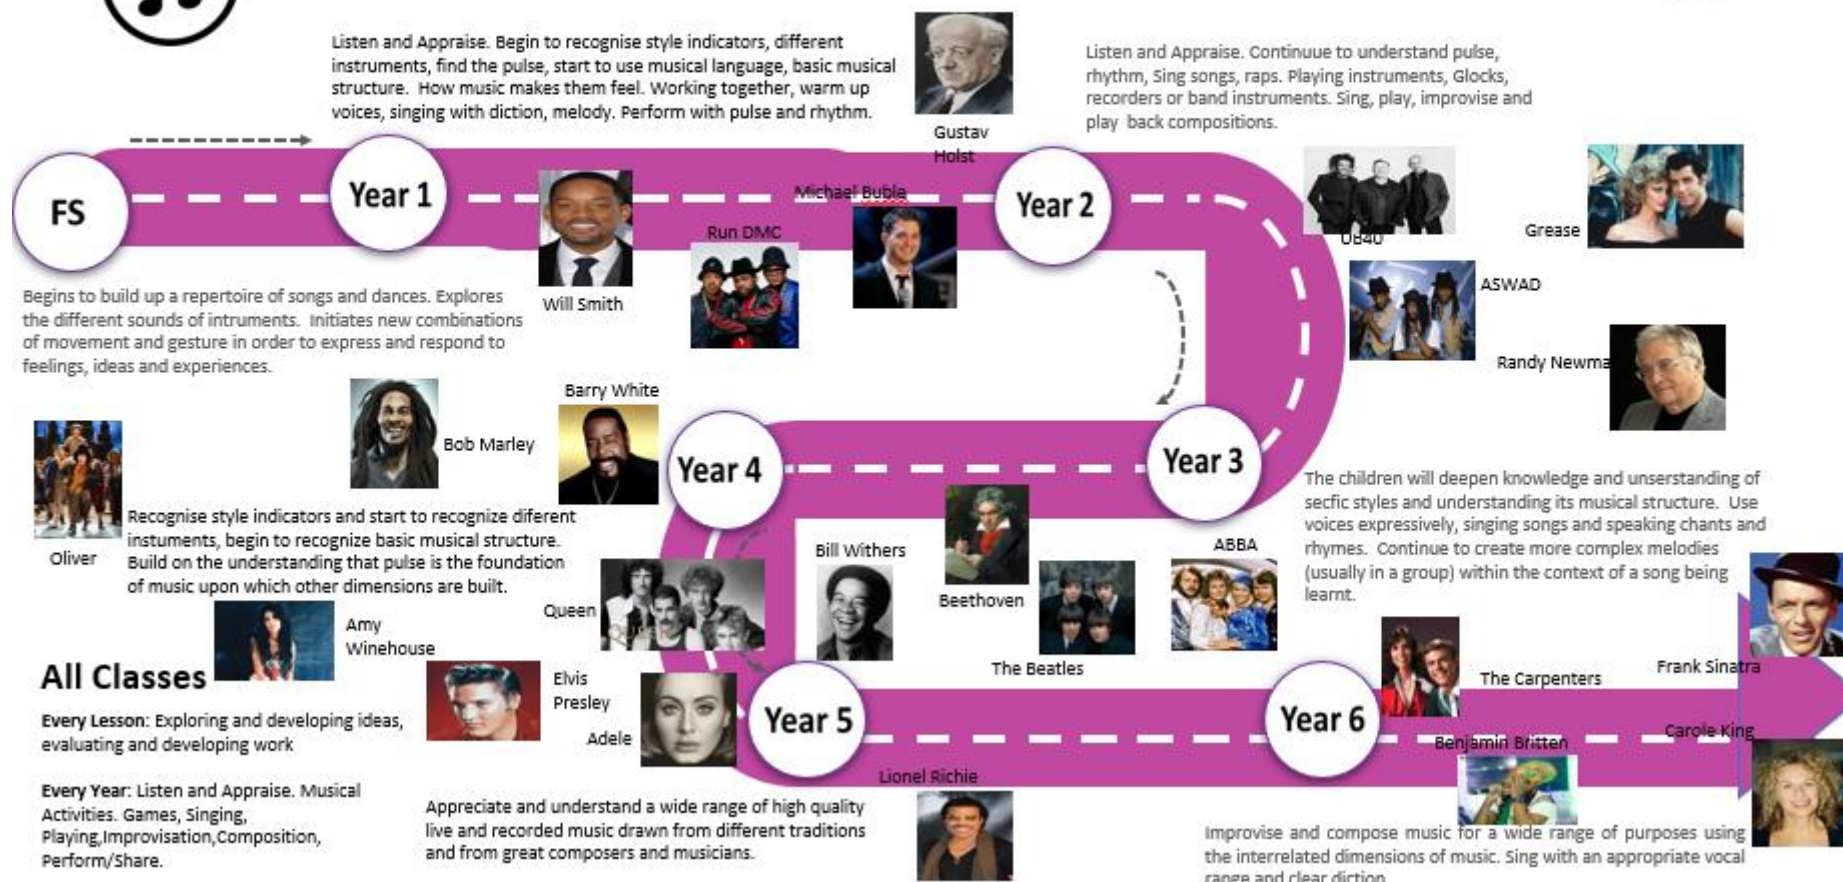 Listen and Appraise. Begin to recognise style indicators, different
instruments, find the pulse, start to use musical language, basic musical
structure. How music makes them feel. Working together, warm up
voices, singing with diction, melody. Perform with pulse and rhythm.
Gustav
Holst
Listen and Appraise. Continuue to understand pulse,
rhythm, Sing songs, raps. Playing instruments, Glocks,
recorders or band instruments. Sing, play, improvise and
play back compositions.
FS
Year 1
Year 2
Michael Buble
Run DMC
Will Smith
UB40
Grease
ASWAD
Randy Newma
Begins to build up a repertoire of songs and dances. Explores
the different sounds of intruments. Initiates new combinations
of movement and gesture in order to express and respond to
feelings, ideas and experiences.
Barry White
Bob Marley
Year 4
Year 3
Oliver
Recognise style indicators and start to recognize diferent
instuments, begin to recognize basic musical structure.
Build on the understanding that pulse is the foundation
of music upon which other dimensions are built.
The children will deepen knowledge and unserstanding of
secfic styles and understanding its musical structure. Use
voices expressively, singing songs and speaking chants and
rhymes. Continue to create more complex melodies
(usually in a group) within the context of a song being
learnt.
Bill Withers
Beethoven
The Beatles
ABBA
Queen
Amy
Winehouse
Elvis
Presley
Adele
Year 5
Year 6
The Carpenters
Frank Sinatra
Benjamin Britten
Carole King
Lionel Richie
All Classes
Every Lesson: Exploring and developing ideas,
evaluating and developing work
Every Year: Listen and Appraise. Musical
Activities. Games, Singing,
Playing,Improvisation,Composition,
Perform/Share.
Appreciate and understand a wide range of high quality
live and recorded music drawn from different traditions
and from great composers and musicians.
Improvise and compose music for a wide range of purposes using
the interrelated dimensions of music. Sing with an appropriate vocal
range and clear diction